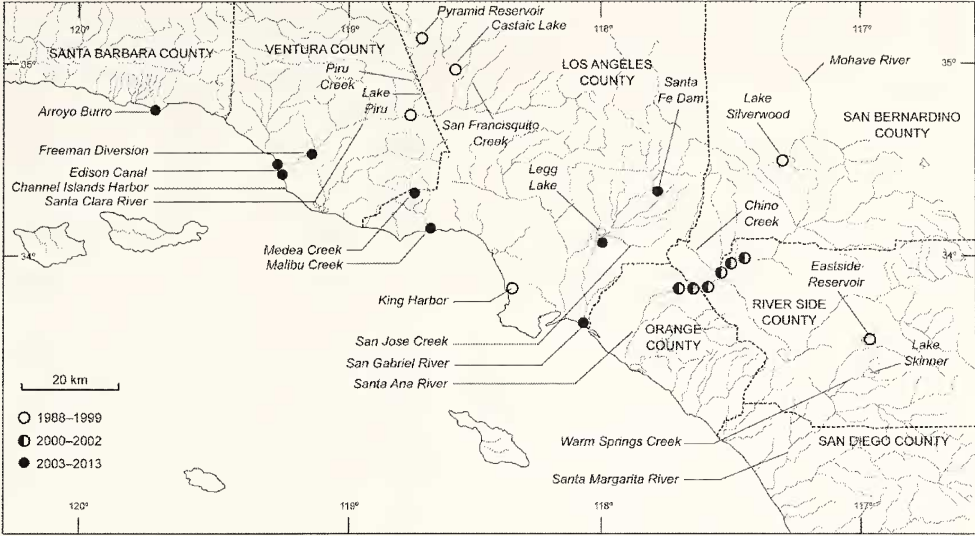 120°
119°
118°
117°
Pyramid Reservoir
Castaic Lake
SANTA BARBARA COUNTY
VENTURA COUNTY
LOS ANGELES
COUNTY
Mohave River
35°
35°
Piru
Creek
Lake
Piru
Santa
Fe Dam
Lake
Silverwood
SAN BERNARDINO
COUNTY
Arroyo Burro
San Francisquito
Creek
Freeman Diversion
Edison Canal
Channel Islands Harbor
Santa Clara River
Legg
Lake
Chino
Creek
Medea Creek
Malibu Creek
34°
34°
Eastside
Reservoir
King Harbor
RIVER SIDE
COUNTY
San Jose Creek
ORANGE
COUNTY
Lake
Skinner
San Gabriel River
Santa Ana River
20 km
1988–1999
2000–2002
2003–2013
Warm Springs Creek
SAN DIEGO COUNTY
Santa Margarita River
120°
119°
118°
117°